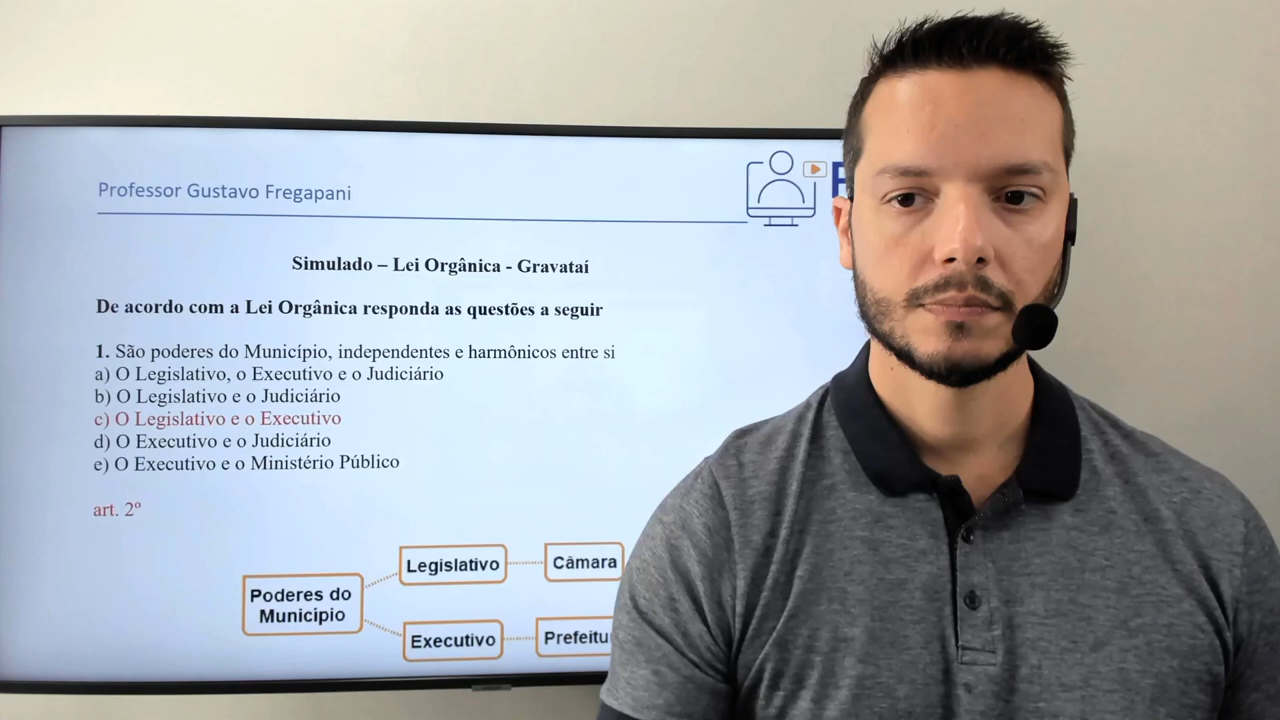 Professor Gustavo Fregapani
Simulado – Lei Orgânica - Gravataí
De acordo com a Lei Orgânica responda as questões a seguir
1. São poderes do Município, independentes e harmônicos entre si
a) O Legislativo, o Executivo e o Judiciário
b) O Legislativo e o Judiciário
c) O Legislativo e o Executivo
d) O Executivo e o Judiciário
e) O Executivo e o Ministério Público
art. 2º
Poderes do
Município
Legislativo
Câmara
Executivo